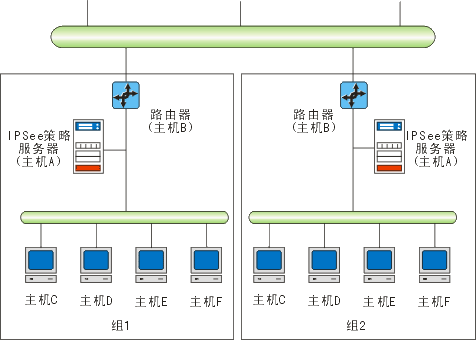 路由器
(主机B)
IPSee策略
服务器
(主机A)
主机C
主机D
主机E
主机F
组1
路由器
(主机B)
IPSee策略
服务器
(主机A)
主机C
主机D
主机E
主机F
组2